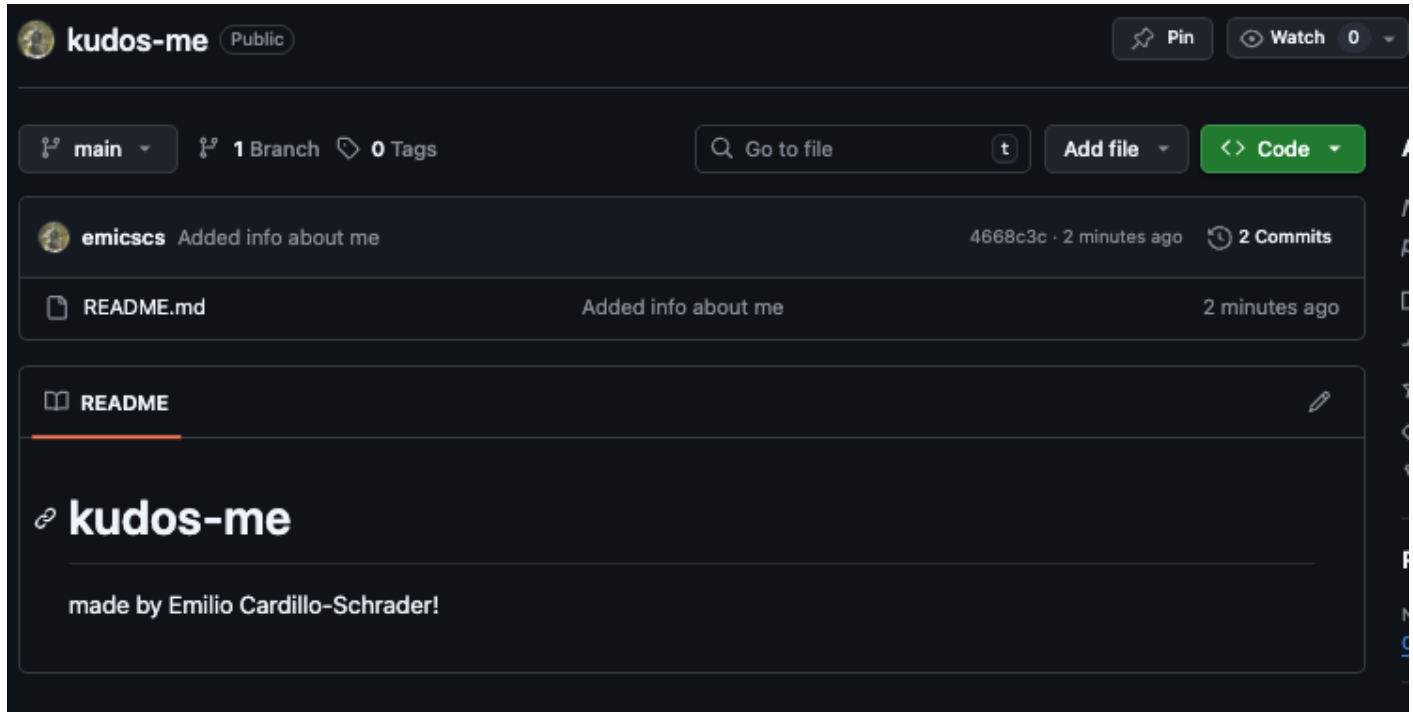 kudos-me Public Pin Watch 0
main 1 Branch 0 Tags Go to file t Add file Code
emicscs Added info about me 4668c3c · 2 minutes ago 2 Commits
README.md Added info about me 2 minutes ago
README
kudos-me
made by Emilio Cardillo-Schrader!